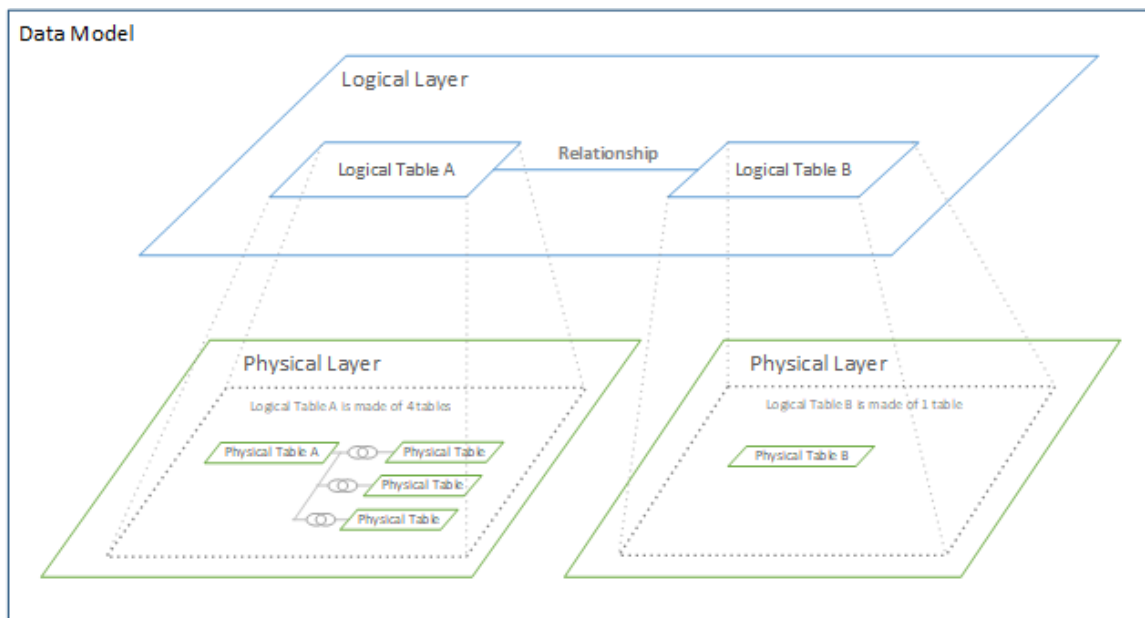 Data Model
Logical Layer
Relationship
Logical Table A
Logical Table B
Physical Layer
Logical Table A is made of 4 tables
Physical Table A
Physical Table
Physical Table
Physical Table
Physical Layer
Logical Table B is made of 1 table
Physical Table B